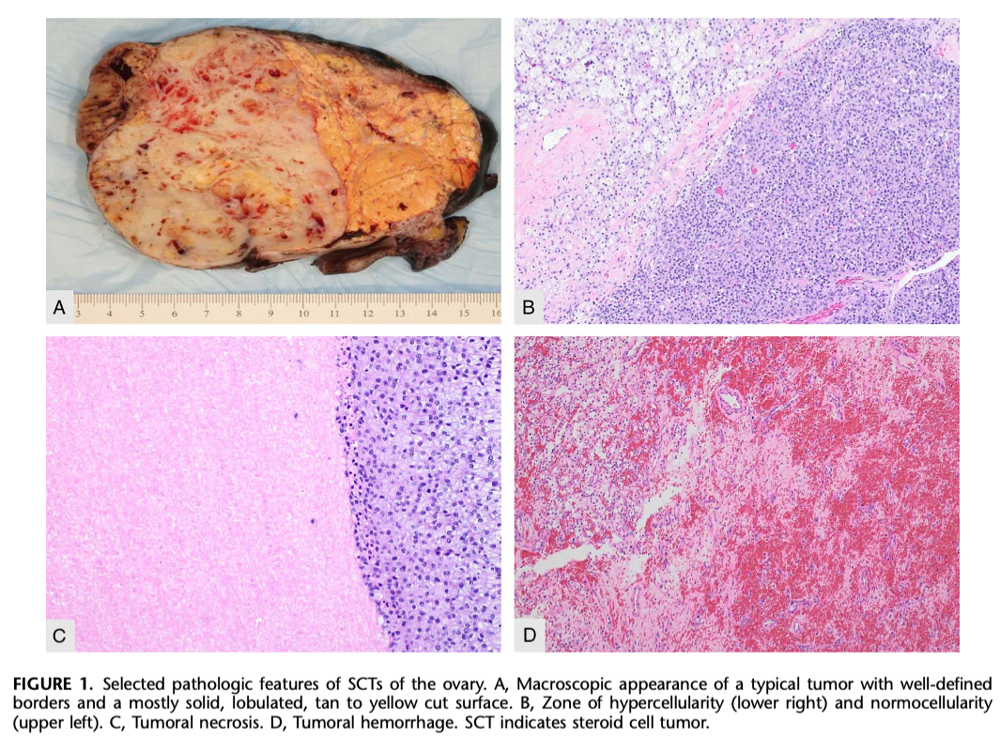 A
3 4 5 6 7 8 9 10 11 12 13 14 15 16
B
C
D
FIGURE 1. Selected pathologic features of SCTs of the ovary. A, Macroscopic appearance of a typical tumor with well-defined
borders and a mostly solid, lobulated, tan to yellow cut surface. B, Zone of hypercellularity (lower right) and normocellularity
(upper left). C, Tumoral necrosis. D, Tumoral hemorrhage. SCT indicates steroid cell tumor.